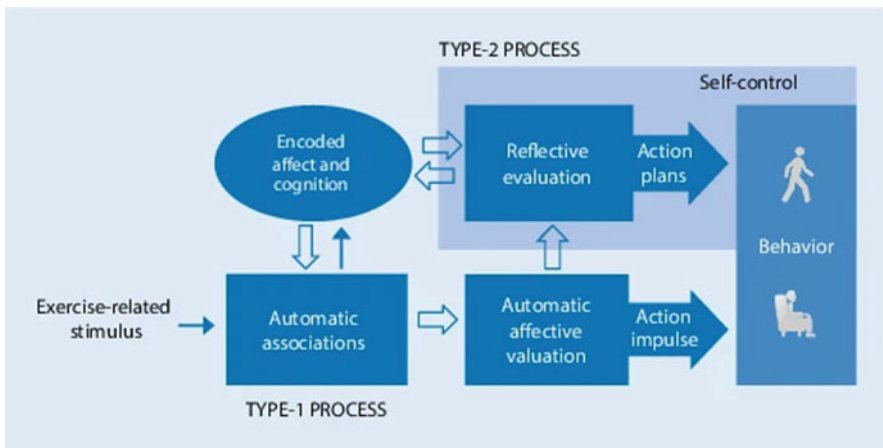 TYPE-2 PROCESS
Self-control
Encoded
affect and
cognition
Reflective
evaluation
Action
plans
Behavior
Exercise-related
stimulus
Automatic
associations
Automatic
affective
valuation
Action
impulse
TYPE-1 PROCESS